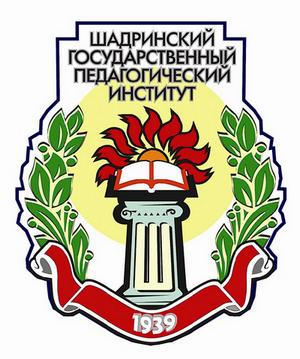 ШАДРИНСКИЙ
ГОСУДАРСТВЕННЫЙ
ПЕДАГОГИЧЕСКИЙ
ИНСТИТУТ
1939